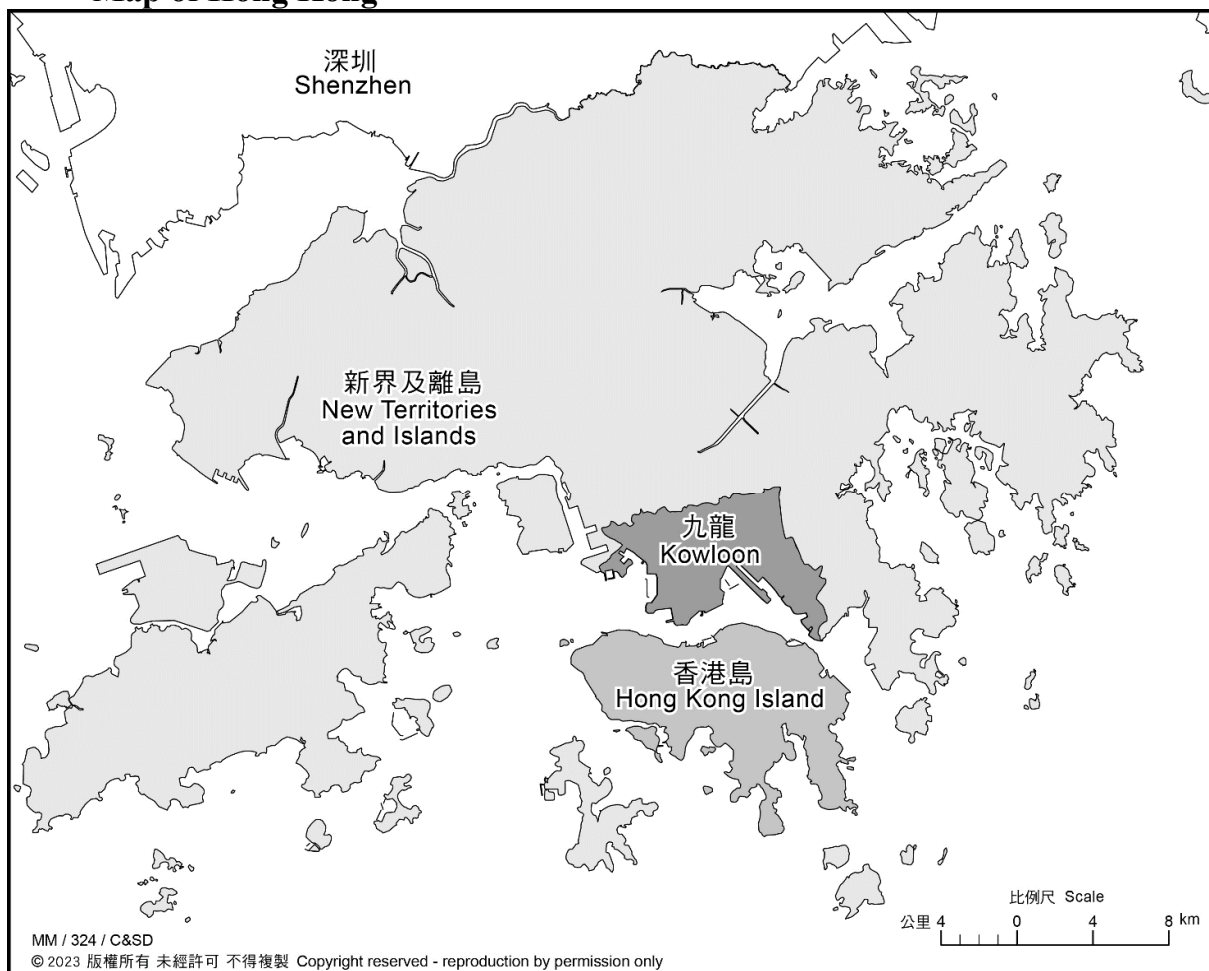 Map of Hong Kong
深圳
Shenzhen
新界及離島
New Territories
and Islands
九龍
Kowloon
香港島
Hong Kong Island
比例尺 Scale
公里 4 0 4 8 km
MM / 324 / C&SD
© 2023 版權所有 未經許可 不得複製 Copyright reserved - reproduction by permission only